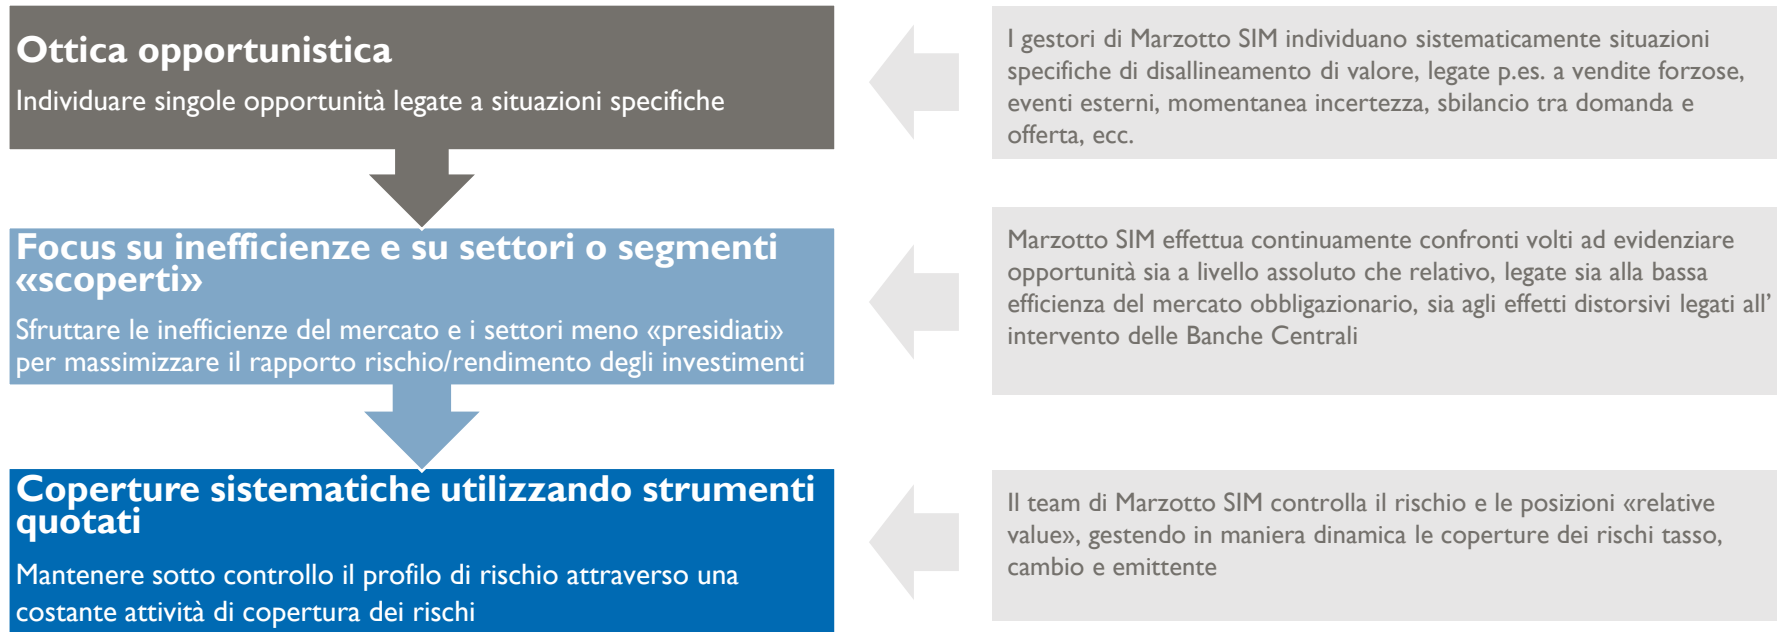 Ottica opportunistica
Individuare singole opportunità legate a situazioni specifiche
I gestori di Marzotto SIM individuano sistematicamente situazioni
specifiche di disallineamento di valore, legate p.es. a vendite forzose,
eventi esterni, momentanea incertezza, sbilancio tra domanda e
offerta, ecc.
Focus su inefficienze e su settori o segmenti
«scoperti»
Sfruttare le inefficienze del mercato e i settori meno «presidiati»
per massimizzare il rapporto rischio/rendimento degli investimenti
Marzotto SIM effettua continuamente confronti volti ad evidenziare
opportunità sia a livello assoluto che relativo, legate sia alla bassa
efficienza del mercato obbligazionario, sia agli effetti distorsivi legati all’
intervento delle Banche Centrali
Coperture sistematiche utilizzando strumenti
quotati
Mantenere sotto controllo il profilo di rischio attraverso una
costante attività di copertura dei rischi
Il team di Marzotto SIM controlla il rischio e le posizioni «relative
value», gestendo in maniera dinamica le coperture dei rischi tasso,
cambio e emittente